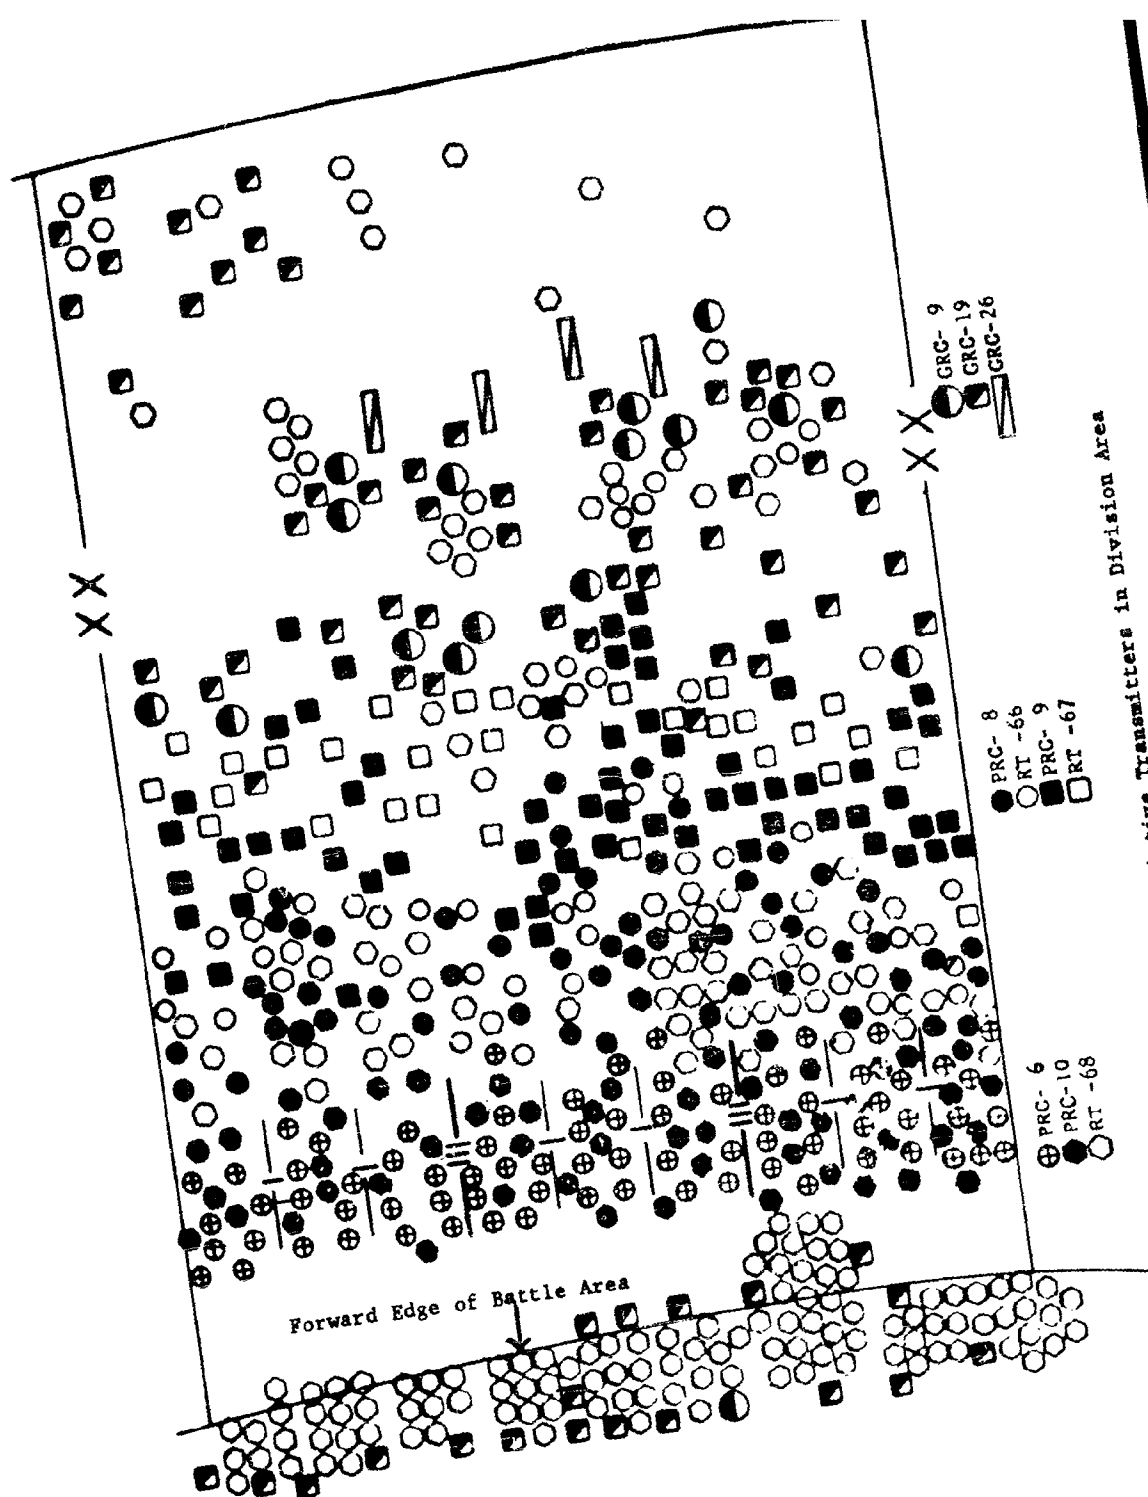 GRC- 9
GRC-19
GRC-26
X X
X X
PRC- 8
RT -66
PRC- 9
RT -67
Transmitters in Division Area
PRC- 6
PRC-10
RT -68
Forward Edge of Battle Area